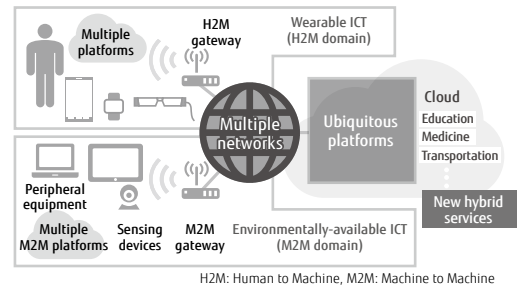 Multiple
platforms
H2M
gateway
Wearable ICT
(H2M domain)
Multiple
networks
Ubiquitous
platforms
Cloud
Education
Medicine
Transportation
New hybrid
services
Peripheral
equipment
Multiple
M2M platforms
Sensing
devices
M2M
gateway
Environmentally-available ICT
(M2M domain)
H2M: Human to Machine, M2M: Machine to Machine